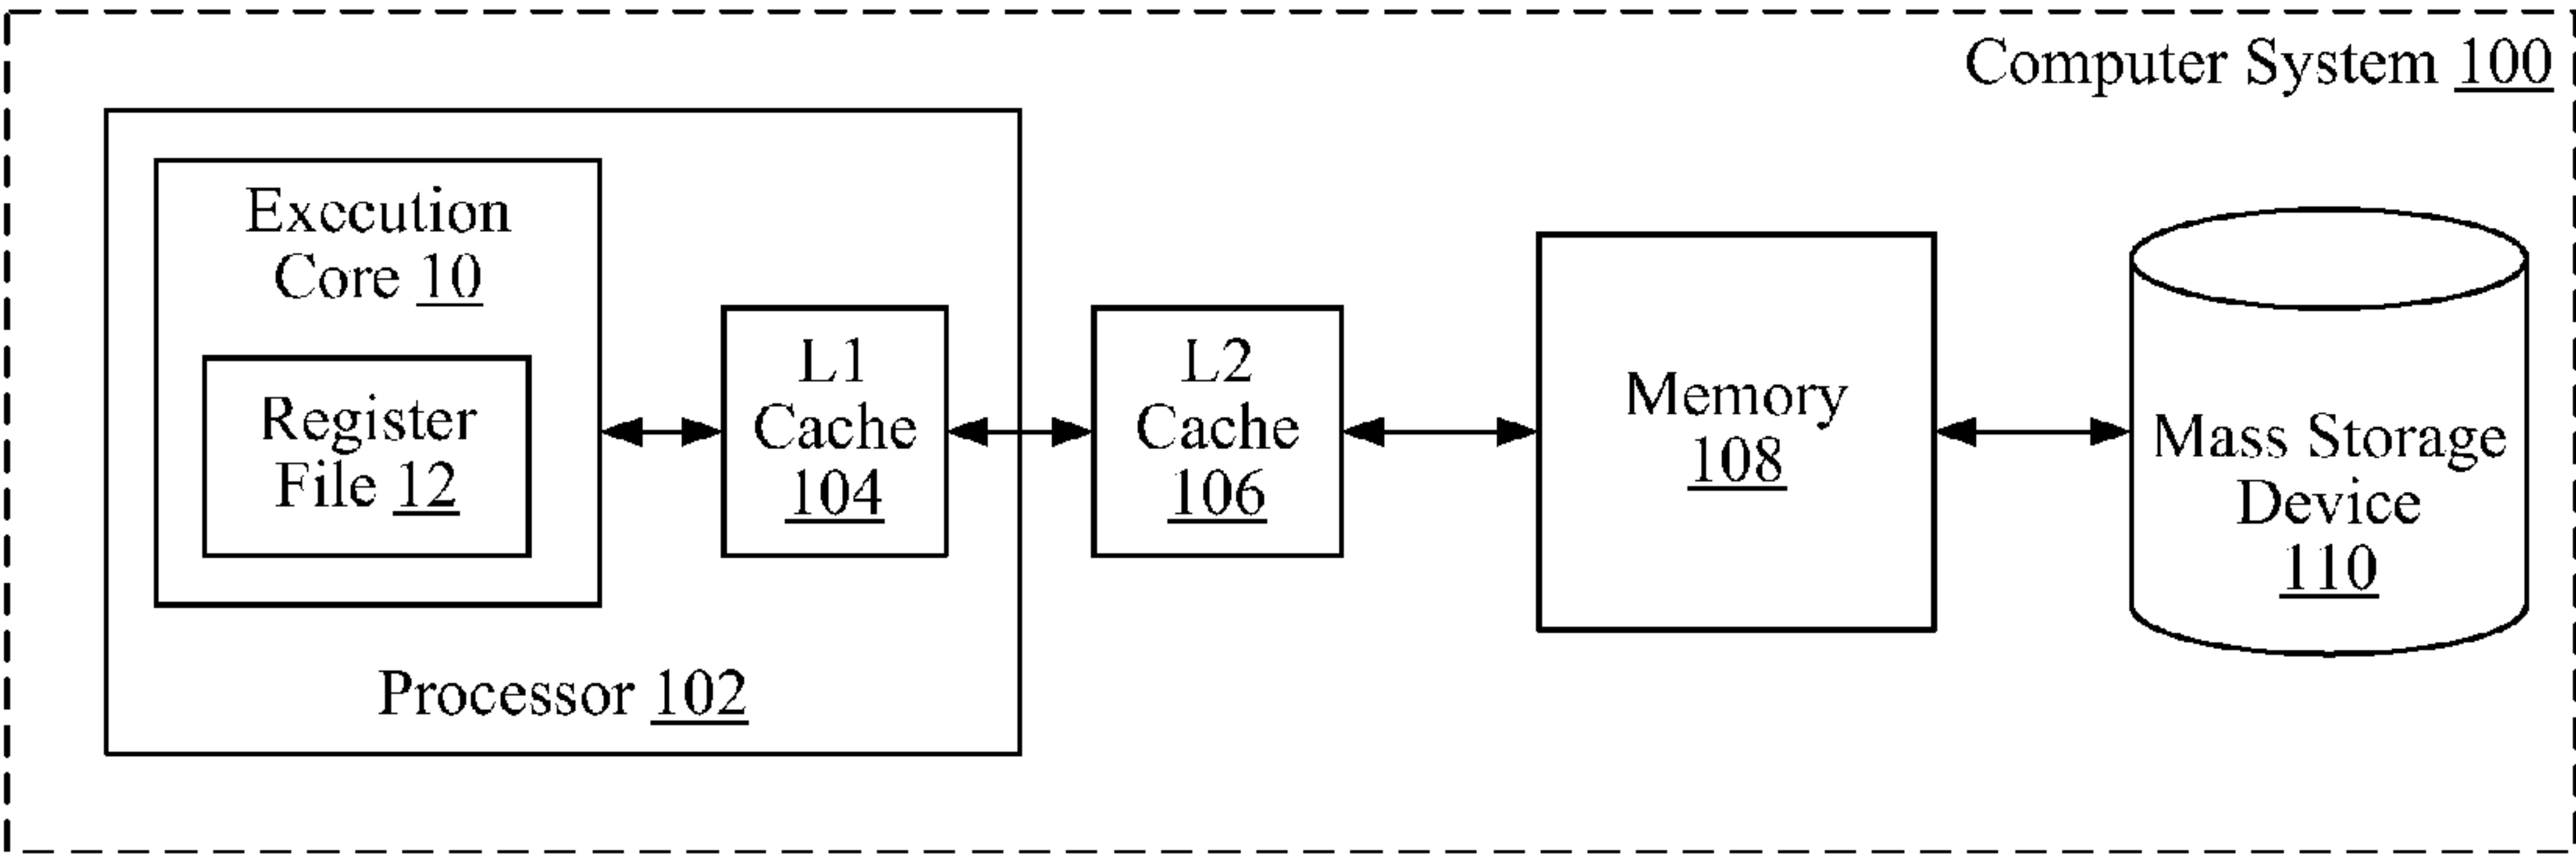 Computer System 100
Exccution
Core 10
Register
File 12
L1
Cache
104
Processor 102
L2
Cache
106
Memory
108
Mass Storage
Device
110